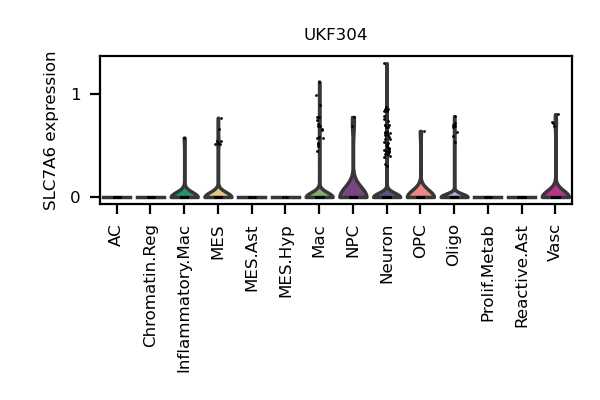 UKF304
SLC7A6 expression
1
0
AC
Chromatin.Reg
Inflammatory.Mac
MES
MES.Ast
MES.Hyp
Mac
NPC
Neuron
OPC
Oligo
Prolif.Metab
Reactive.Ast
Vasc